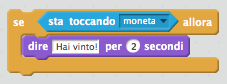 se sta toccando moneta allora
dire Hai vinto! per 2 secondi